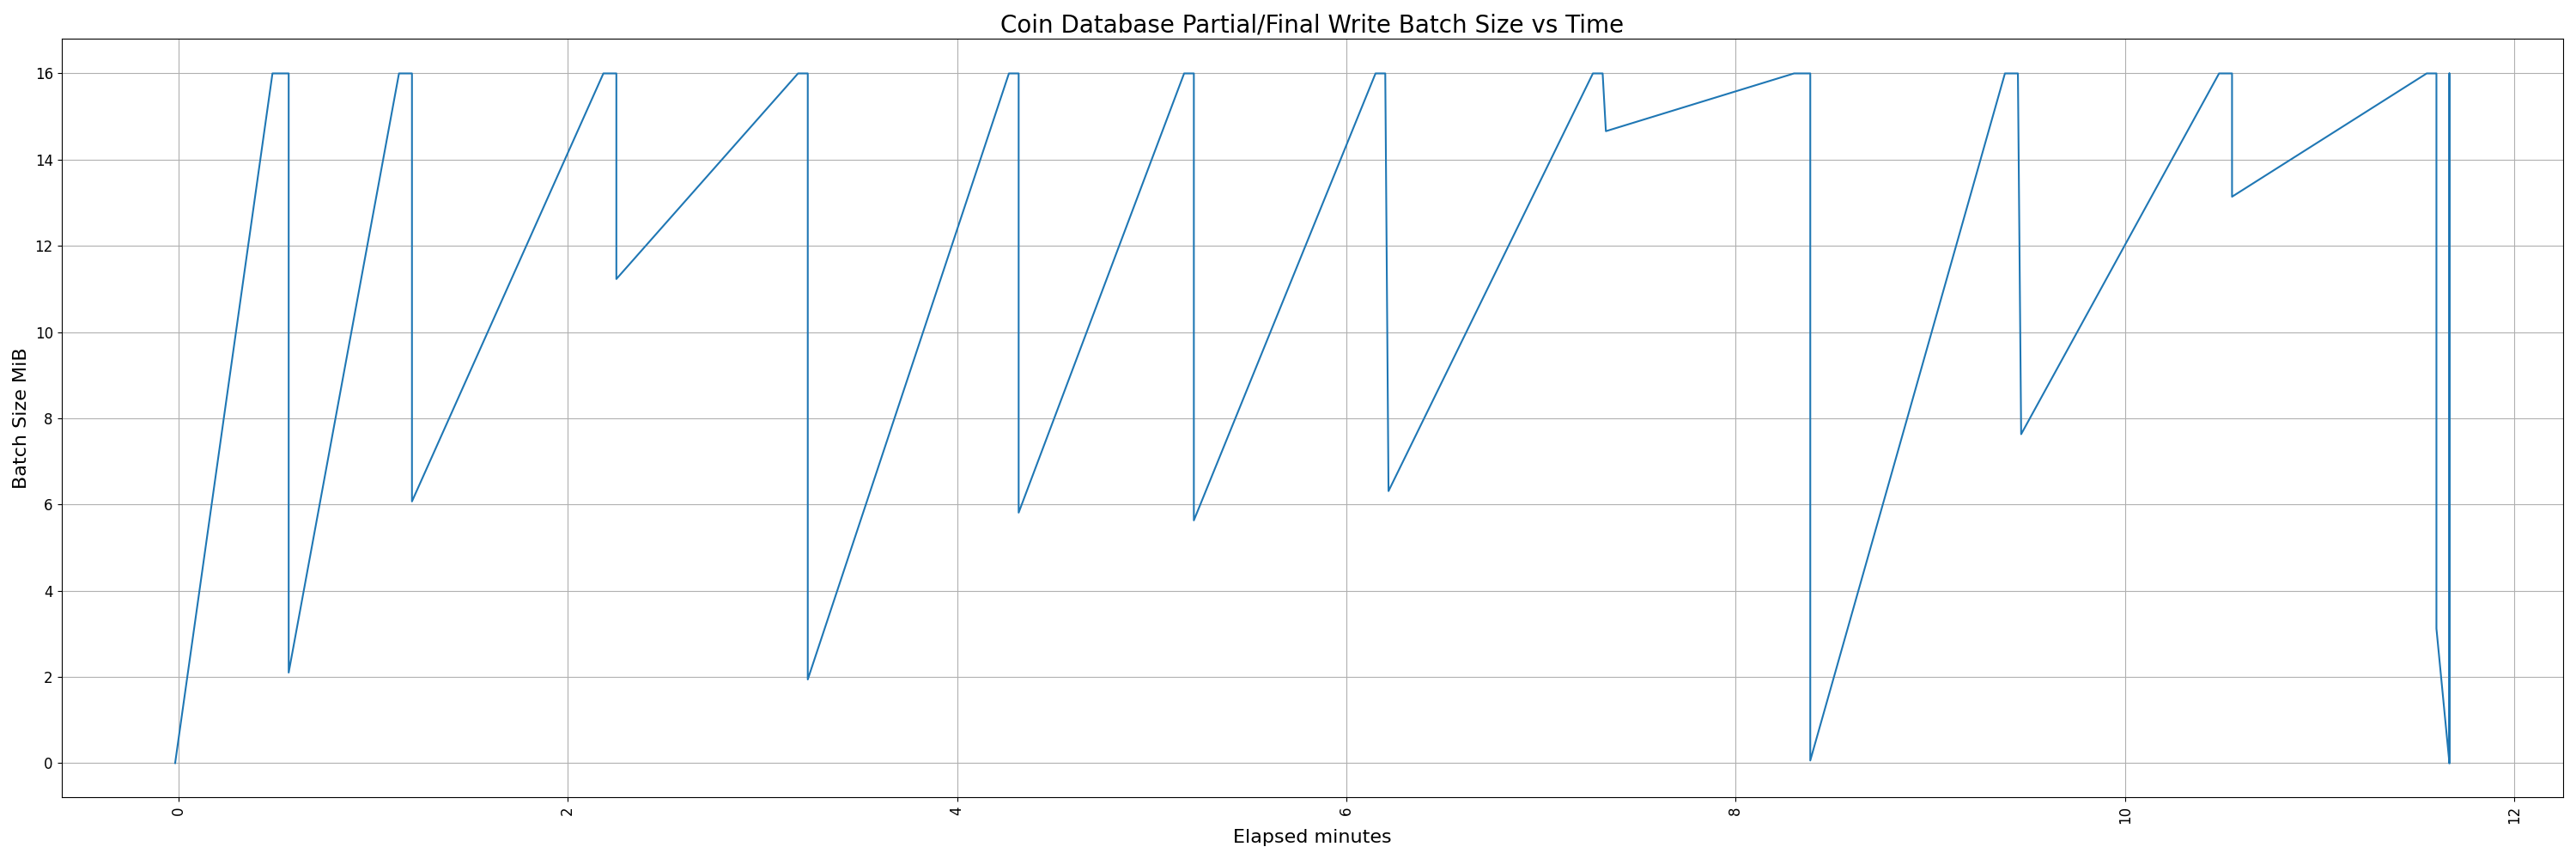 Coin Database Partial/Final Write Batch Size vs Time
Batch Size MiB
16
14
12
10
8
6
4
2
0
0 2 4 6 8 10 12
Elapsed minutes